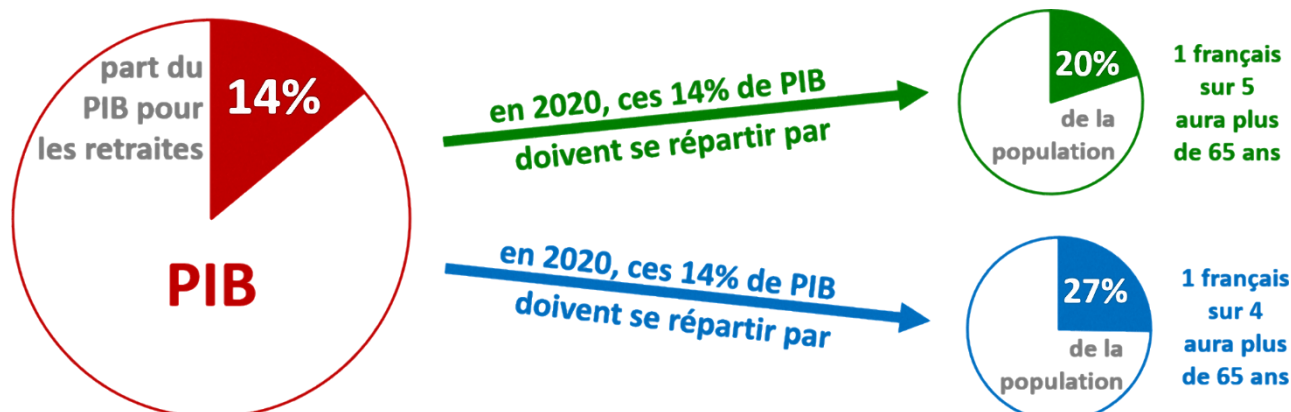 part du
PIB pour
les retraites
14%
PIB
en 2020, ces 14% de PIB
doivent se répartir par
20%
de la
population
1 français
sur 5
aura plus
de 65 ans
en 2020, ces 14% de PIB
doivent se répartir par
27%
de la
population
1 français
sur 4
aura plus
de 65 ans